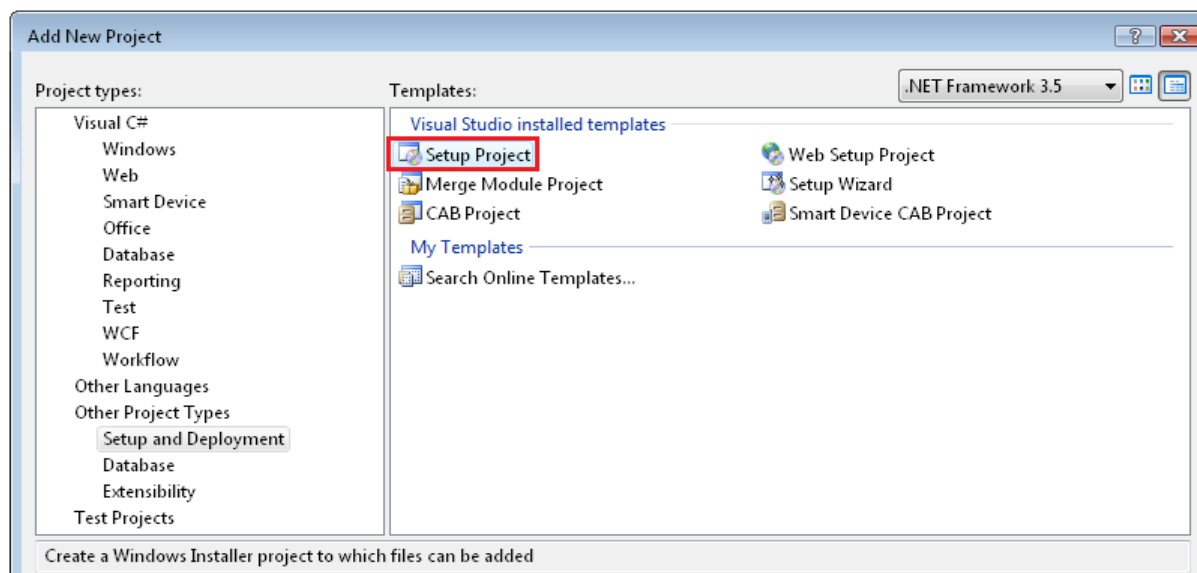 Add New Project
Project types:
Templates:
.NET Framework 3.5
Visual C#
Windows
Web
Smart Device
Office
Database
Reporting
Test
WCF
Workflow
Other Languages
Other Project Types
Setup and Deployment
Database
Extensibility
Test Projects
Visual Studio installed templates
Setup Project
Web Setup Project
Merge Module Project
Setup Wizard
CAB Project
Smart Device CAB Project
My Templates
Search Online Templates...
Create a Windows Installer project to which files can be added